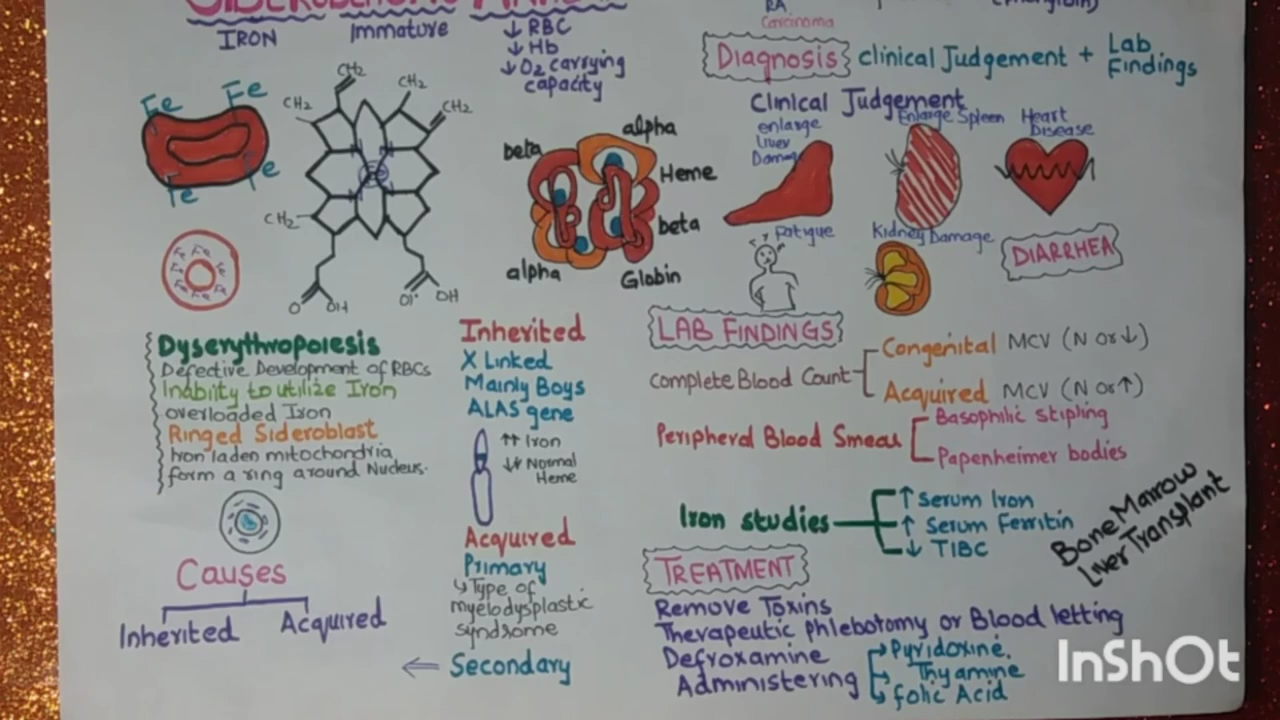 IRON
Immature
↓ RBC
↓ Hb
↓ O2 carrying
capacity
Fe
Fe
Fe
Fe
CH2
CH2
CH2
CH2
CH2
O
OH
O
OH
beta
alpha
Heme
beta
alpha
Globin
Dyserythropoiesis
Defective Development of RBCs
Inability to utilize Iron
overloaded Iron
Ringed Sideroblast
Iron laden mitochondria
form a ring around Nucleus.
Causes
Inherited
Acquired
Inherited
X Linked
Mainly Boys
ALAS gene
↑↑ Iron
↓↓ Normal
Heme
Acquired
Primary
↳ Type of
myelodysplastic
syndrome
⇐ Secondary
RA
Carcinoma
Diagnosis clinical Judgement + Lab
Findings
Clinical Judgement
enlarge
Liver
Damage
Enlarge Spleen
Heart
Disease
Fatigue
Kidney Damage
DIARRHEA
LAB FINDINGS
Complete Blood Count
Congenital MCV (N or ↓)
Acquired MCV (N or ↑)
Peripheral Blood Smear
Basophilic stipling
Papenheimer bodies
Iron studies
↑ Serum Iron
↑ Serum Ferritin
↓ TIBC
Bone Marrow
Liver Transplant
TREATMENT
Remove Toxins
Therapeutic Phlebotomy or Blood letting
Defroxamine
Administering
Pyridoxine.
Thyamine
folic Acid
InShOt